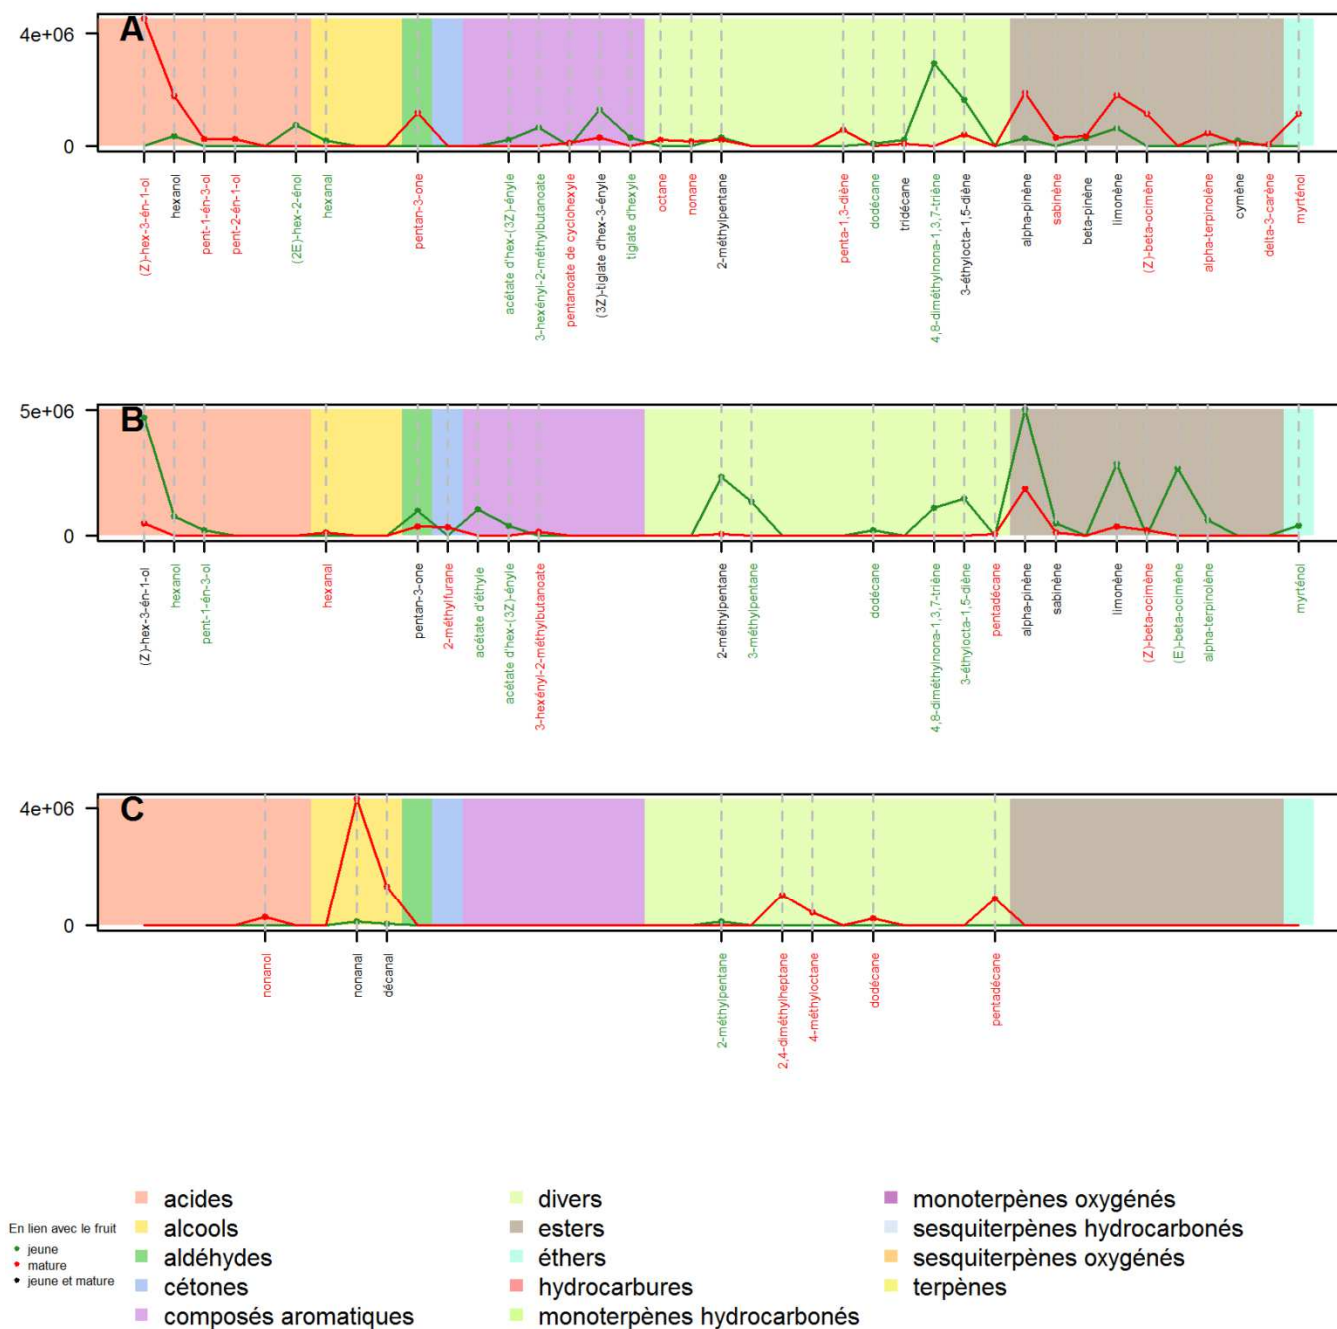 A
4e+06
0
(Z)-hex-3-én-1-ol
hexanol
pent-1-én-3-ol
pent-2-én-1-ol
(2E)-hex-2-énol
hexanal
pentan-3-one
acétate d'hex-(3Z)-ényle
3-hexényl-2-méthylbutanoate
pentanoate de cyclohexyle
(3Z)-tiglate d'hex-3-ényle
tiglate d'hexyle
octane
nonane
2-méthylpentane
penta-1,3-diène
dodécane
tridécane
4,8-diméthylnona-1,3,7-triène
3-éthylocta-1,5-diène
alpha-pinène
sabinène
beta-pinène
limonène
(Z)-beta-ocimène
alpha-terpinolène
cymène
delta-3-carène
myrténol
B
5e+06
0
(Z)-hex-3-én-1-ol
hexanol
pent-1-én-3-ol
hexanal
pentan-3-one
2-méthylfurane
acétate d'éthyle
acétate d'hex-(3Z)-ényle
3-hexényl-2-méthylbutanoate
2-méthylpentane
3-méthylpentane
dodécane
4,8-diméthylnona-1,3,7-triène
3-éthylocta-1,5-diène
pentadécane
alpha-pinène
sabinène
limonène
(Z)-beta-ocimène
(E)-beta-ocimène
alpha-terpinolène
myrténol
C
4e+06
0
nonanol
nonanal
décanal
2-méthylpentane
2,4-diméthylheptane
4-méthyloctane
dodécane
pentadécane
En lien avec le fruit
jeune
mature
jeune et mature
acides
alcools
aldéhydes
cétones
composés aromatiques
divers
esters
éthers
hydrocarbures
monoterpènes hydrocarbonés
monoterpènes oxygénés
sesquiterpènes hydrocarbonés
sesquiterpènes oxygénés
terpènes